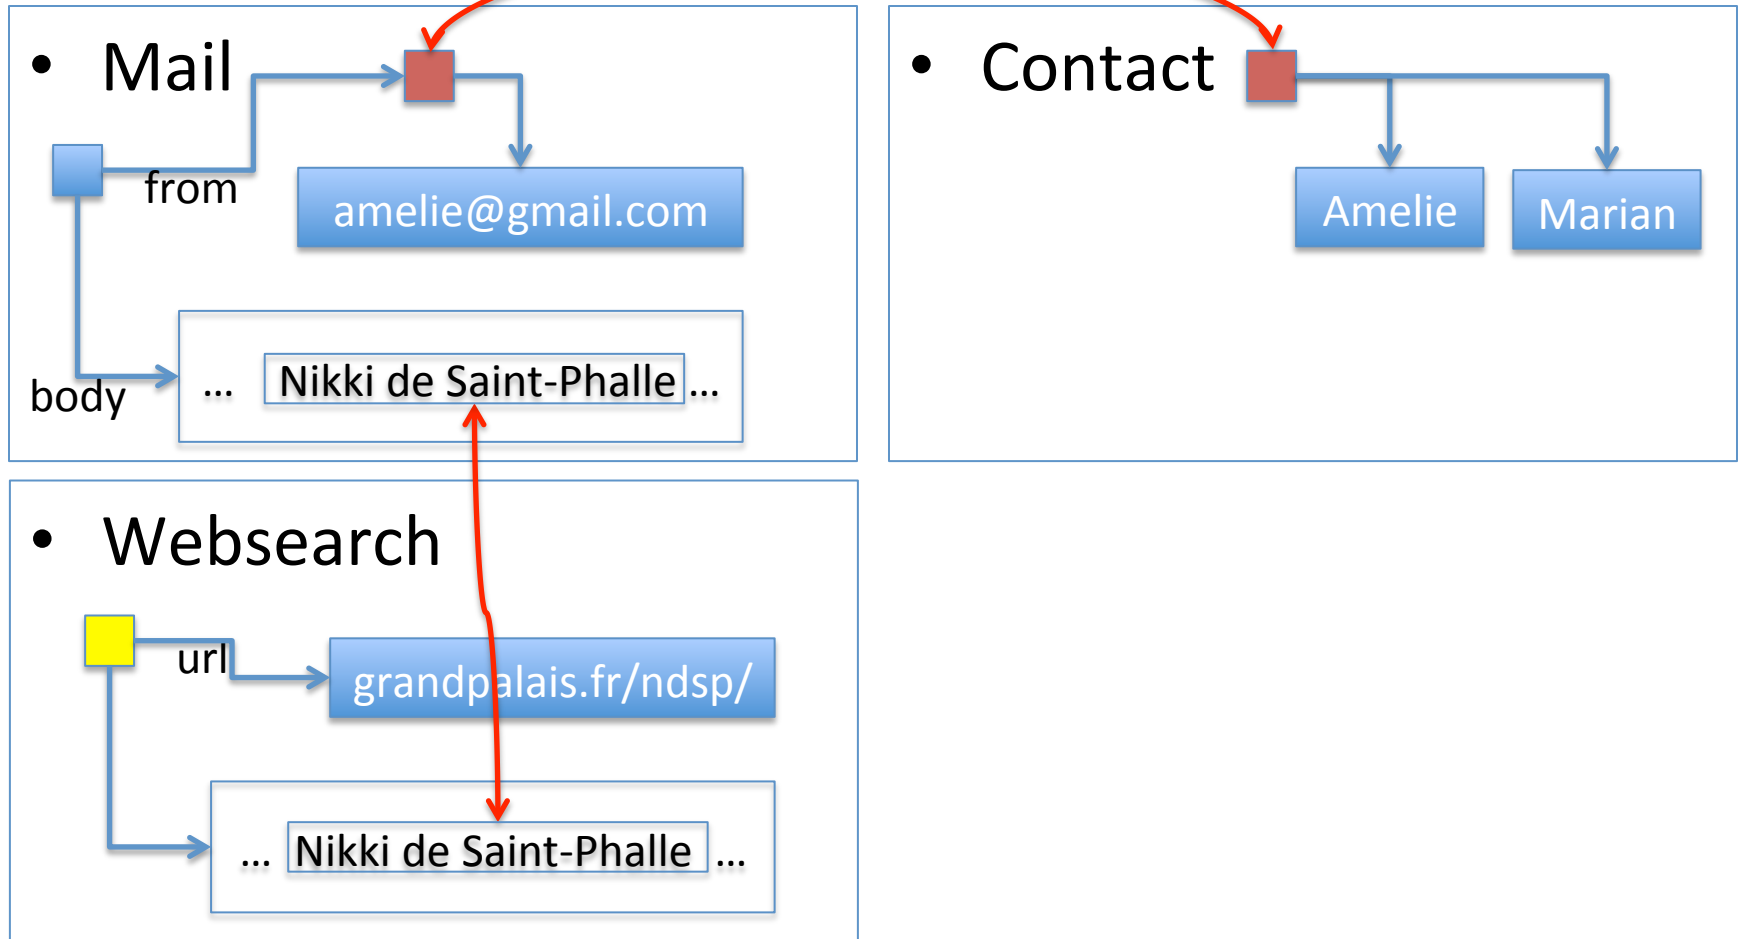 • Mail
from
amelie@gmail.com
body
... Nikki de Saint-Phalle ...
• Contact
Amelie
Marian
• Websearch
url
grandpalais.fr/ndsp/
... Nikki de Saint-Phalle ...